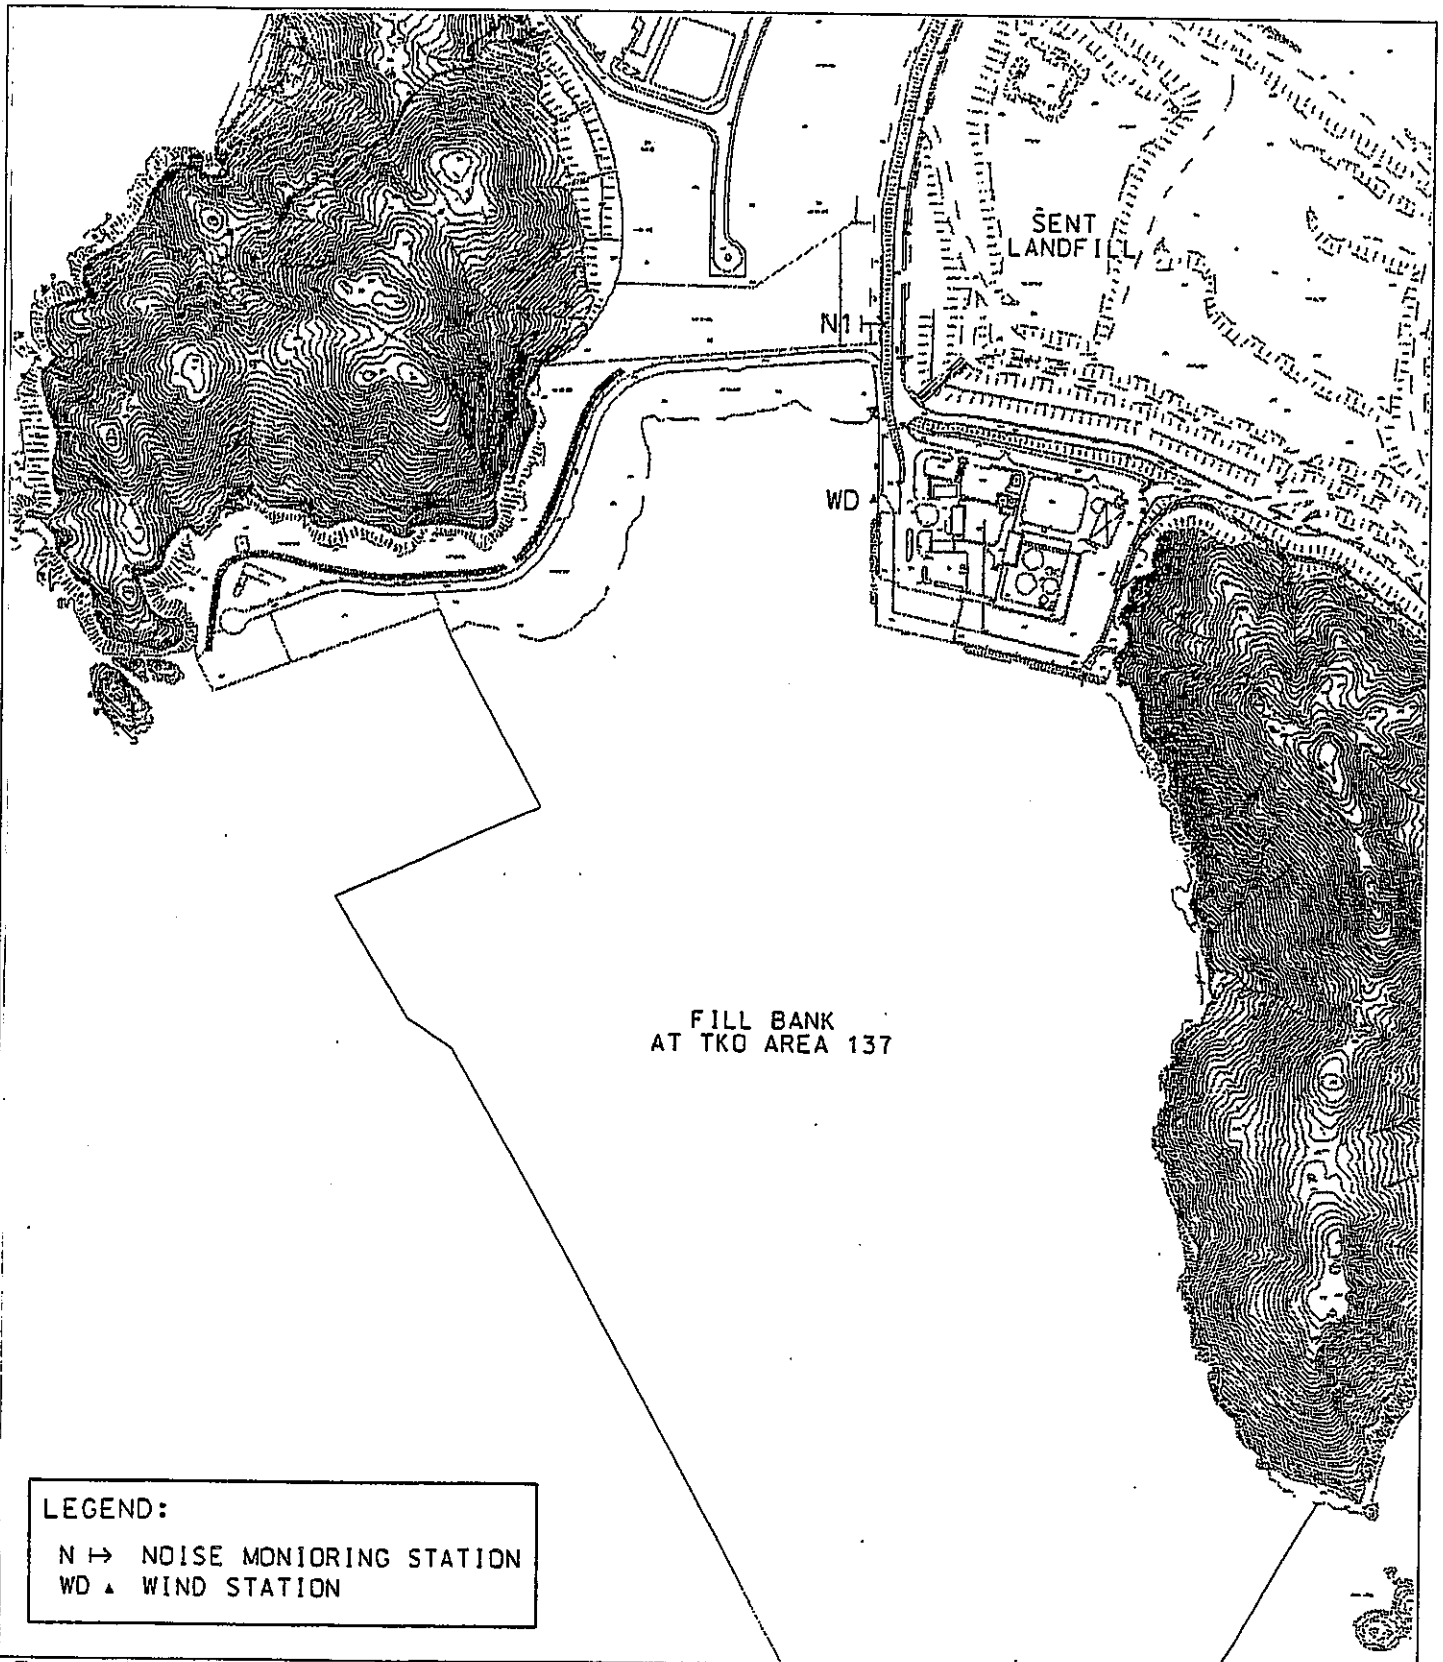 SENT
LANDFILL
N1
WD
FILL BANK
AT TKO AREA 137
LEGEND:
N ↦ NOISE MONIORING STATION
WD ▲ WIND STATION